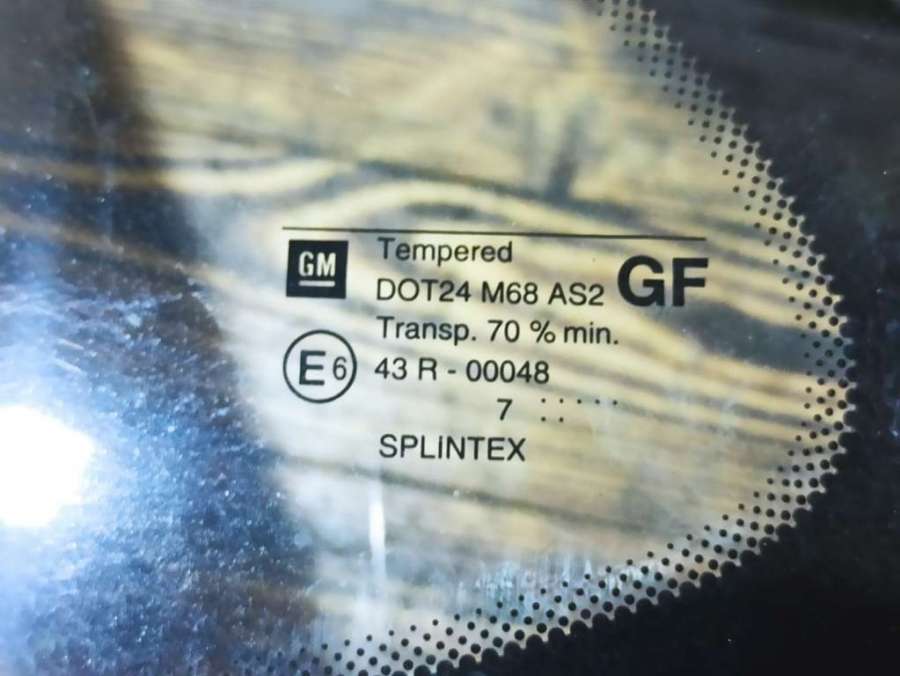 GM Tempered
DOT24 M68 AS2 GF
Transp. 70 % min.
E6 43 R - 00048
7 : : · · ·
SPLiNTEX